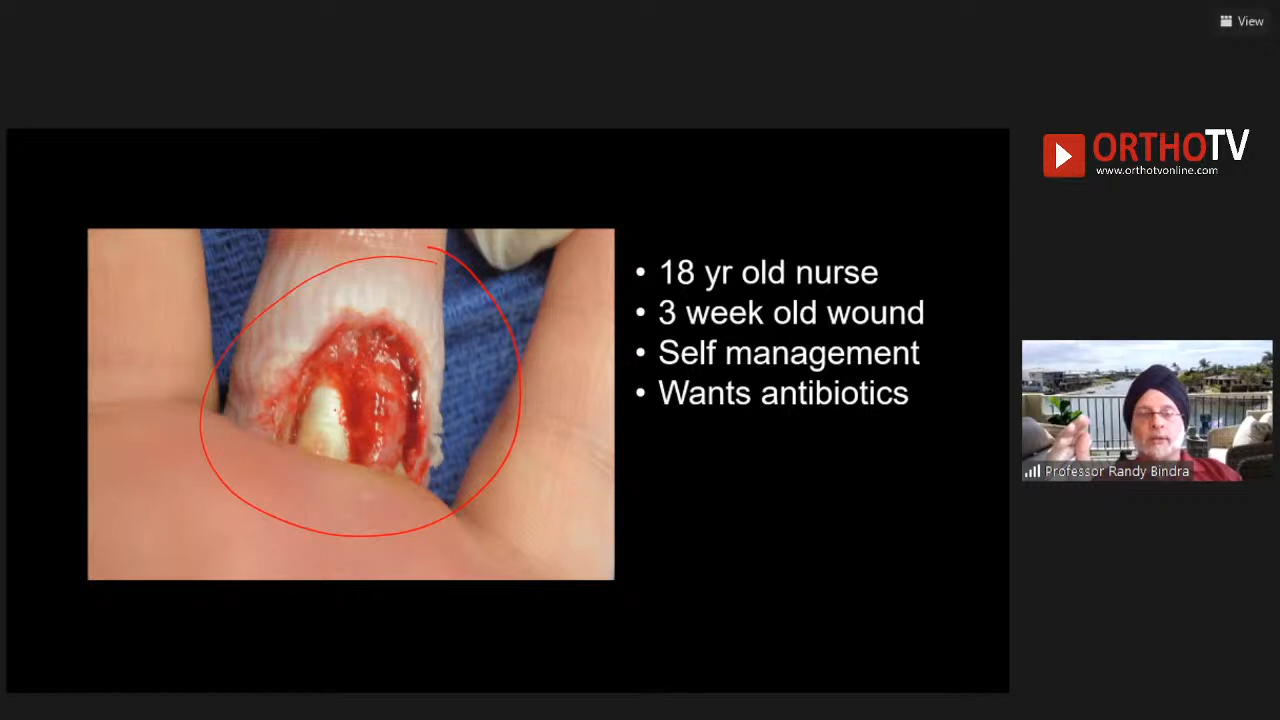 View
ORTHOTV
www.orthotvonline.com
• 18 yr old nurse
• 3 week old wound
• Self management
• Wants antibiotics
Professor Randy Bindra